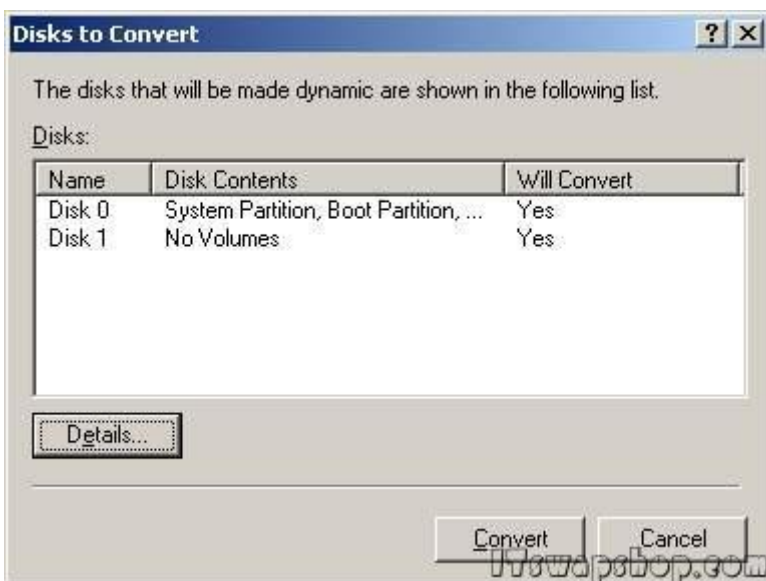 Disks to Convert
The disks that will be made dynamic are shown in the following list.
Disks:
Name Disk Contents Will Convert
Disk 0 System Partition, Boot Partition, ... Yes
Disk 1 No Volumes Yes
Details...
Convert Cancel
ITswapshop.com